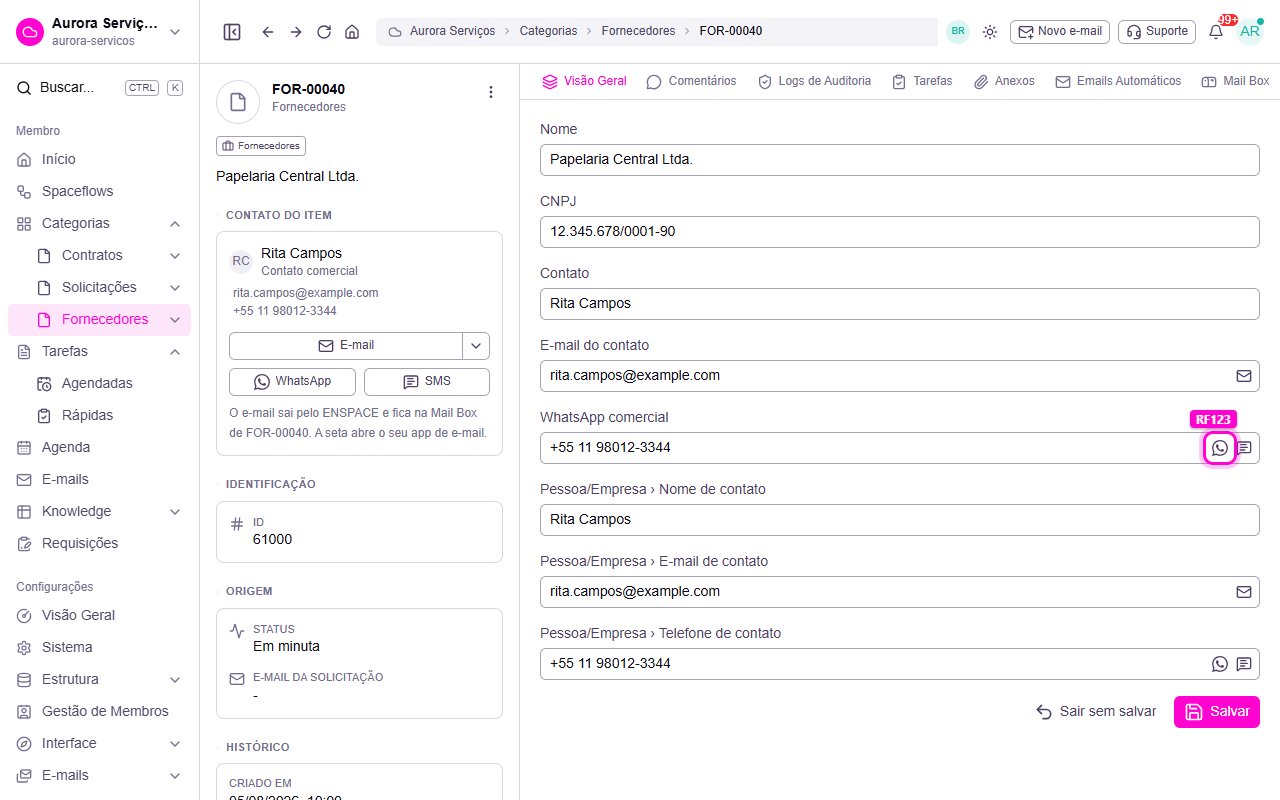 Aurora Serviç...
aurora-servicos
Buscar...
CTRL
K
Membro
Início
Spaceflows
Categorias
Contratos
Solicitações
Fornecedores
Tarefas
Agendadas
Rápidas
Agenda
E-mails
Knowledge
Requisições
Configurações
Visão Geral
Sistema
Estrutura
Gestão de Membros
Interface
E-mails
Aurora Serviços
Categorias
Fornecedores
FOR-00040
BR
Novo e-mail
Suporte
99+
AR
FOR-00040
Fornecedores
Fornecedores
Papelaria Central Ltda.
CONTATO DO ITEM
RC
Rita Campos
Contato comercial
rita.campos@example.com
+55 11 98012-3344
E-mail
WhatsApp
SMS
O e-mail sai pelo ENSPACE e fica na Mail Box
de FOR-00040. A seta abre o seu app de e-mail.
IDENTIFICAÇÃO
ID
61000
ORIGEM
STATUS
Em minuta
E-MAIL DA SOLICITAÇÃO
-
HISTÓRICO
CRIADO EM
Visão Geral
Comentários
Logs de Auditoria
Tarefas
Anexos
Emails Automáticos
Mail Box
Nome
Papelaria Central Ltda.
CNPJ
12.345.678/0001-90
Contato
Rita Campos
E-mail do contato
rita.campos@example.com
WhatsApp comercial
RF123
+55 11 98012-3344
Pessoa/Empresa › Nome de contato
Rita Campos
Pessoa/Empresa › E-mail de contato
rita.campos@example.com
Pessoa/Empresa › Telefone de contato
+55 11 98012-3344
Sair sem salvar
Salvar